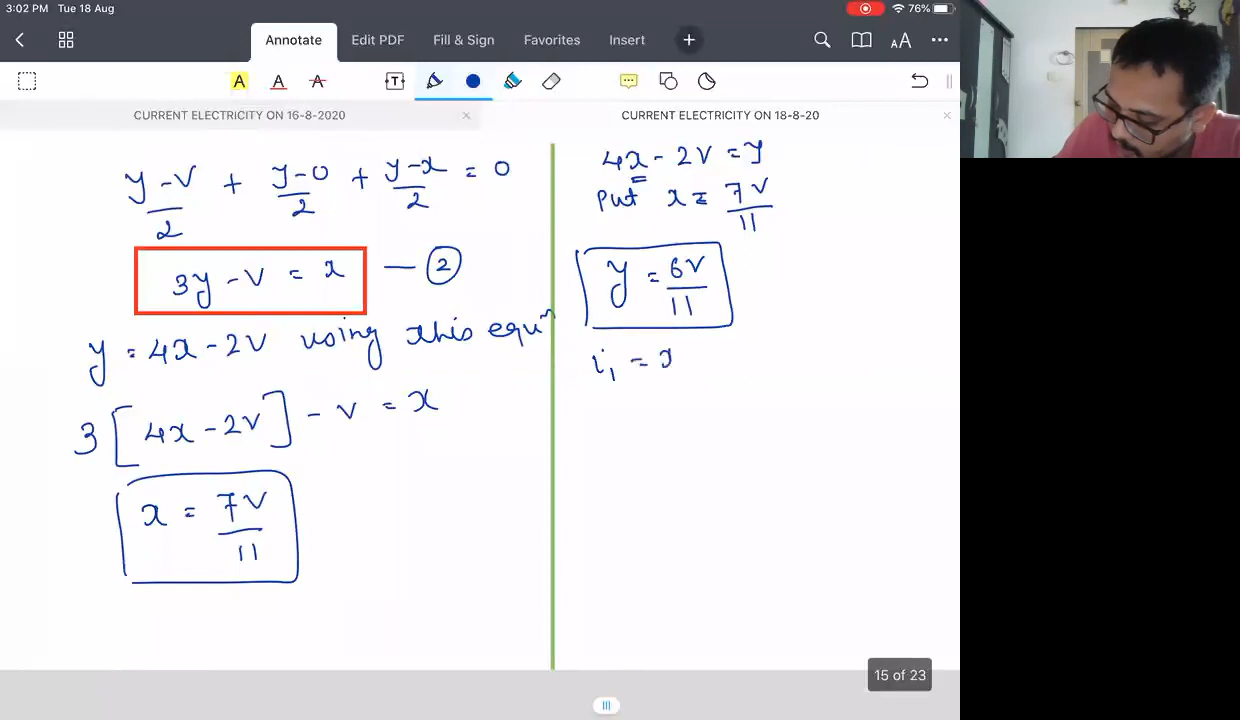 3:02 PM Tue 18 Aug
76%
Annotate Edit PDF Fill & Sign Favorites Insert
A A A T
CURRENT ELECTRICITY ON 16-8-2020
CURRENT ELECTRICITY ON 18-8-20
y-V/2 + y-0/2 + y-x/2 = 0
3y - V = x — 2
y = 4x - 2V using this equⁿ
3 [4x - 2V] - V = x
x = 7V/11
4x - 2V = y
Put x = 7V/11
y = 6V/11
i₁ = x
15 of 23